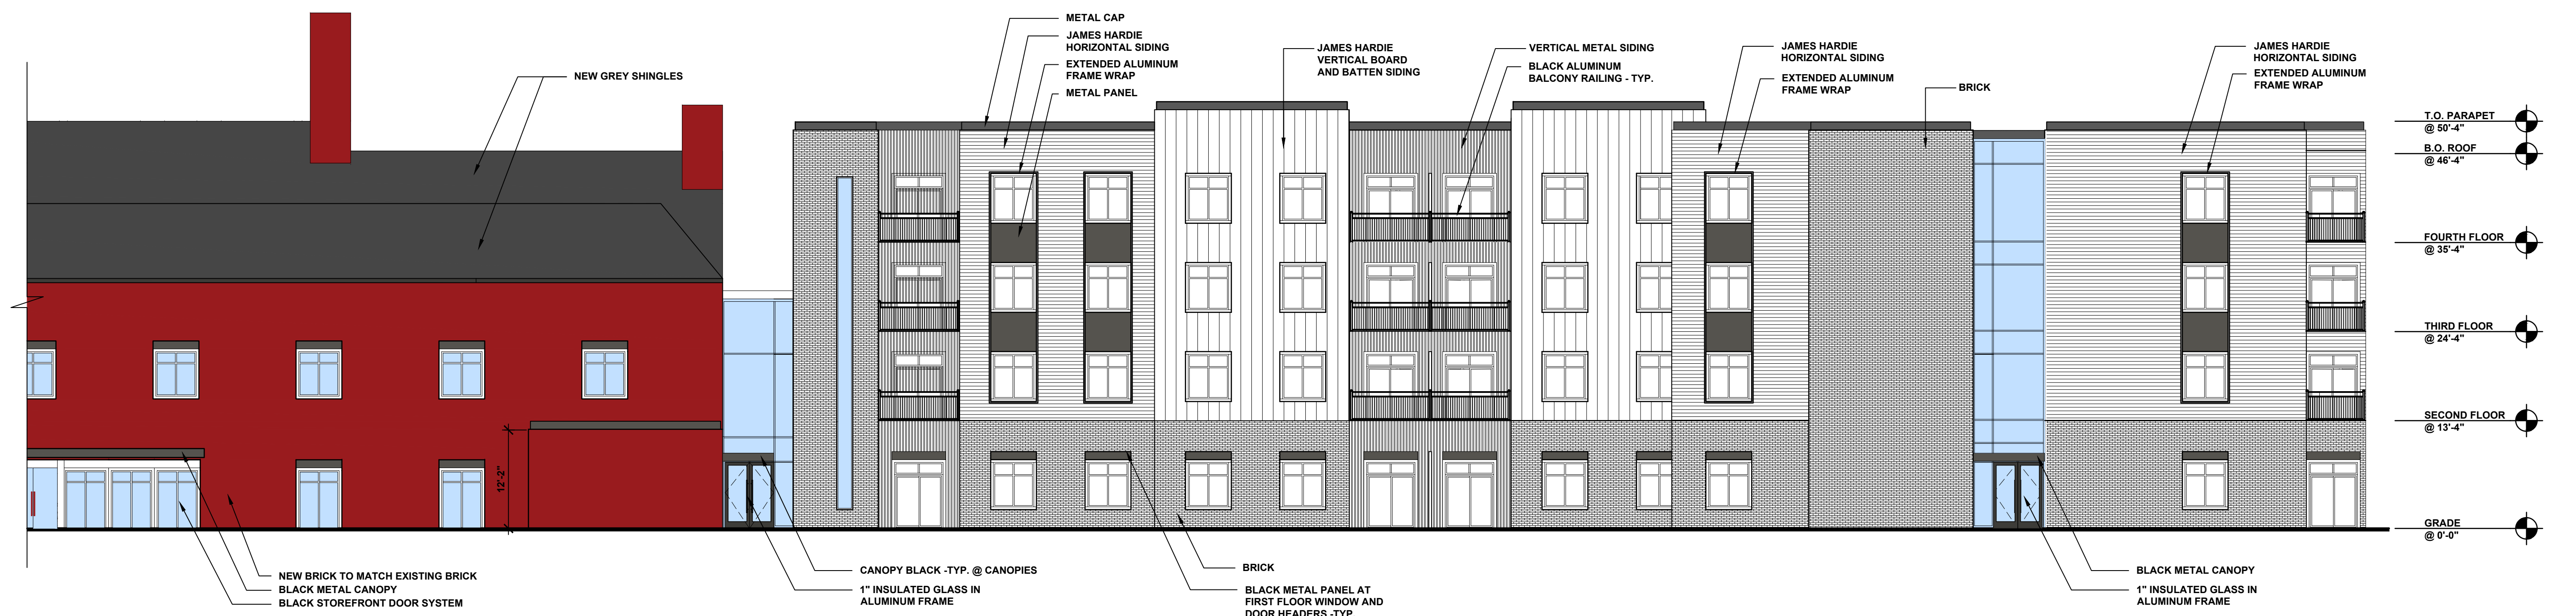 METAL CAP
JAMES HARDIE
HORIZONTAL SIDING
EXTENDED ALUMINUM
FRAME WRAP
METAL PANEL
NEW GREY SHINGLES
JAMES HARDIE
VERTICAL BOARD
AND BATTEN SIDING
VERTICAL METAL SIDING
BLACK ALUMINUM
BALCONY RAILING - TYP.
JAMES HARDIE
HORIZONTAL SIDING
EXTENDED ALUMINUM
FRAME WRAP
BRICK
JAMES HARDIE
HORIZONTAL SIDING
EXTENDED ALUMINUM
FRAME WRAP
T.O. PARAPET
@ 50'-4"
B.O. ROOF
@ 46'-4"
FOURTH FLOOR
@ 35'-4"
THIRD FLOOR
@ 24'-4"
SECOND FLOOR
@ 13'-4"
GRADE
@ 0'-0"
12'-2"
NEW BRICK TO MATCH EXISTING BRICK
BLACK METAL CANOPY
BLACK STOREFRONT DOOR SYSTEM
CANOPY BLACK -TYP. @ CANOPIES
1" INSULATED GLASS IN
ALUMINUM FRAME
BRICK
BLACK METAL PANEL AT
FIRST FLOOR WINDOW AND
DOOR HEADERS -TYP
BLACK METAL CANOPY
1" INSULATED GLASS IN
ALUMINUM FRAME